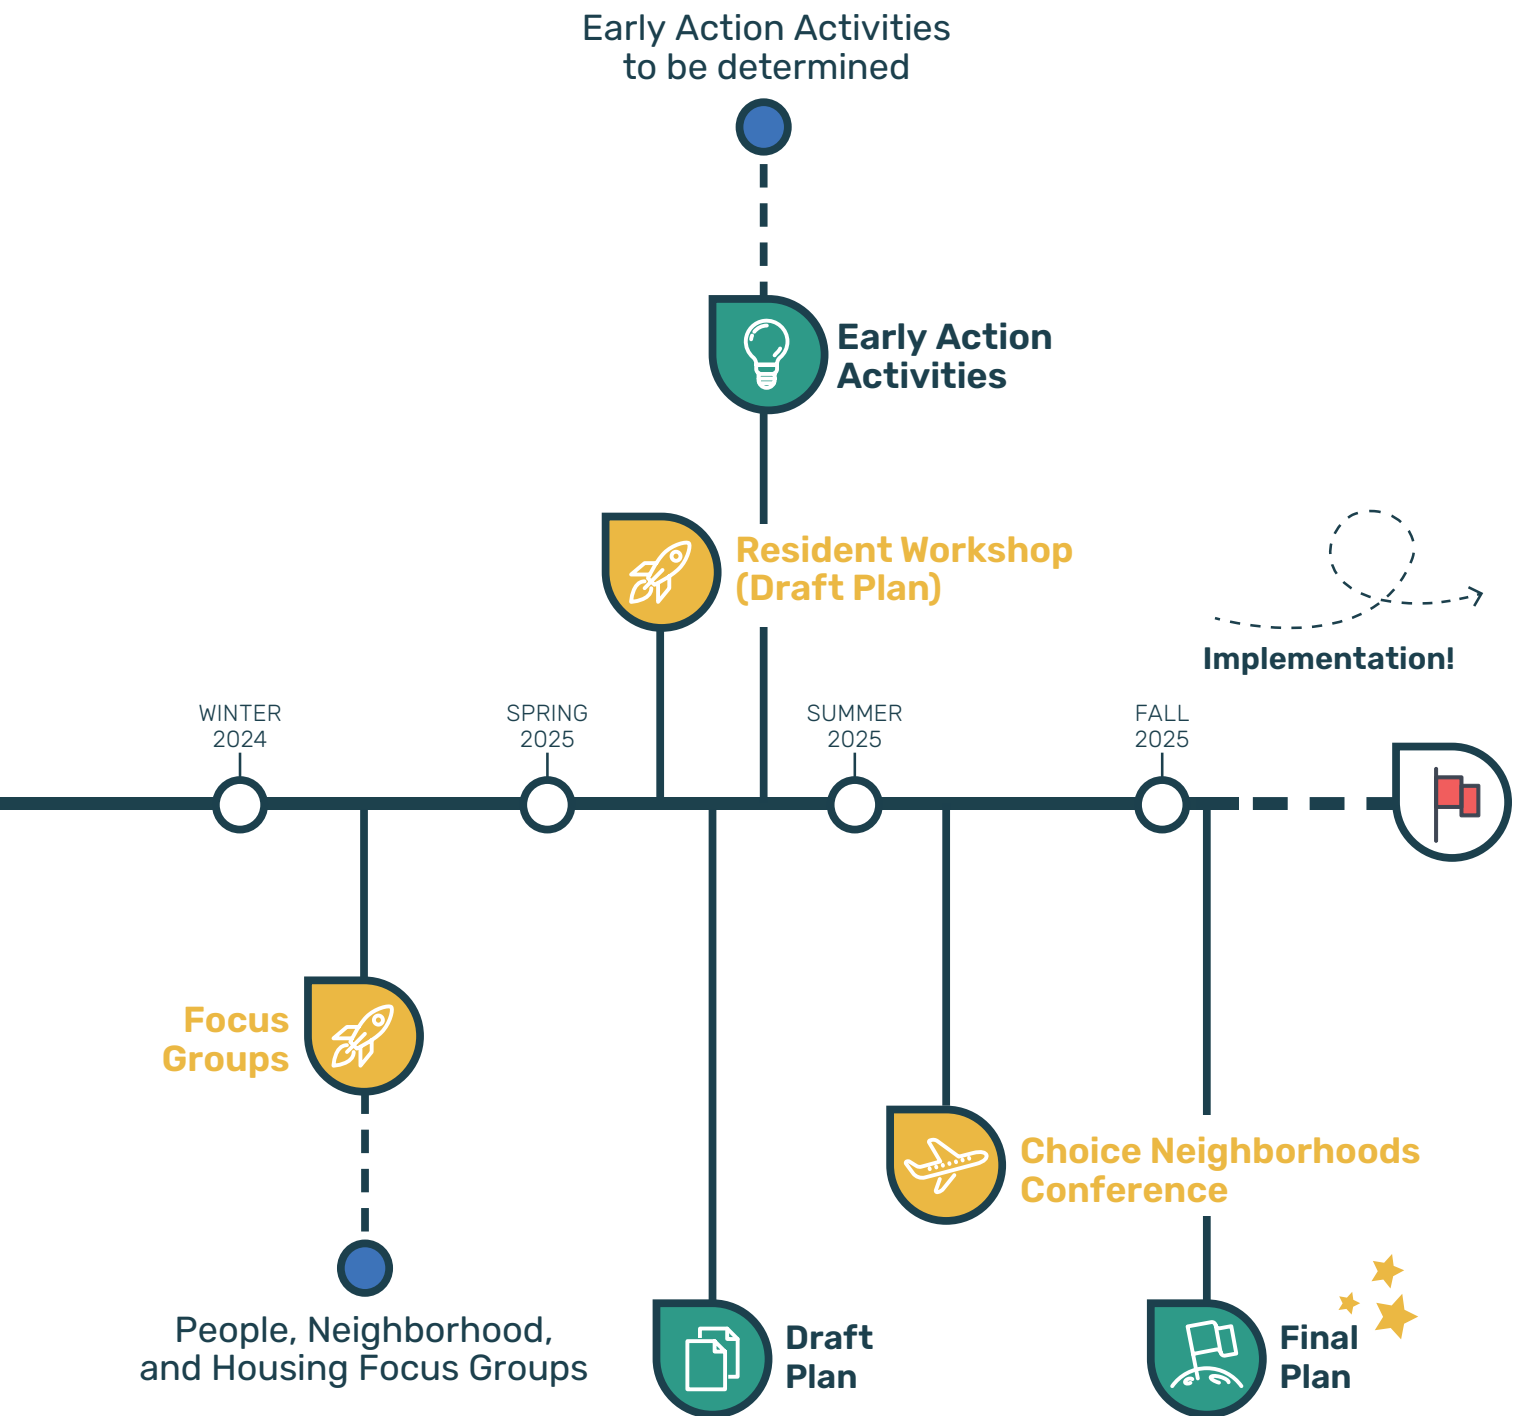 Early Action Activities
to be determined
Early Action
Activities
Resident Workshop
(Draft Plan)
Implementation!
WINTER
2024
SPRING
2025
SUMMER
2025
FALL
2025
Focus
Groups
Choice Neighborhoods
Conference
People, Neighborhood,
and Housing Focus Groups
Draft
Plan
Final
Plan